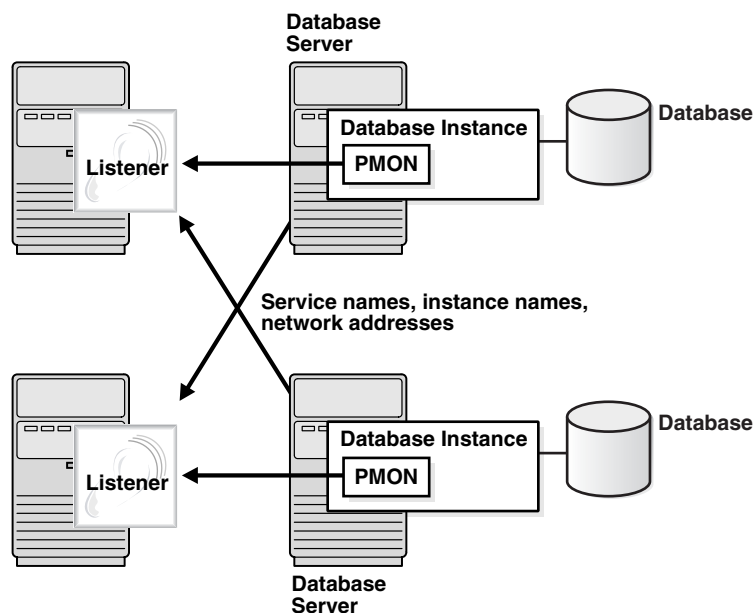 Database
Server
Database
Database Instance
PMON
Listener
Service names, instance names,
network addresses
Database
Database Instance
PMON
Listener
Database
Server